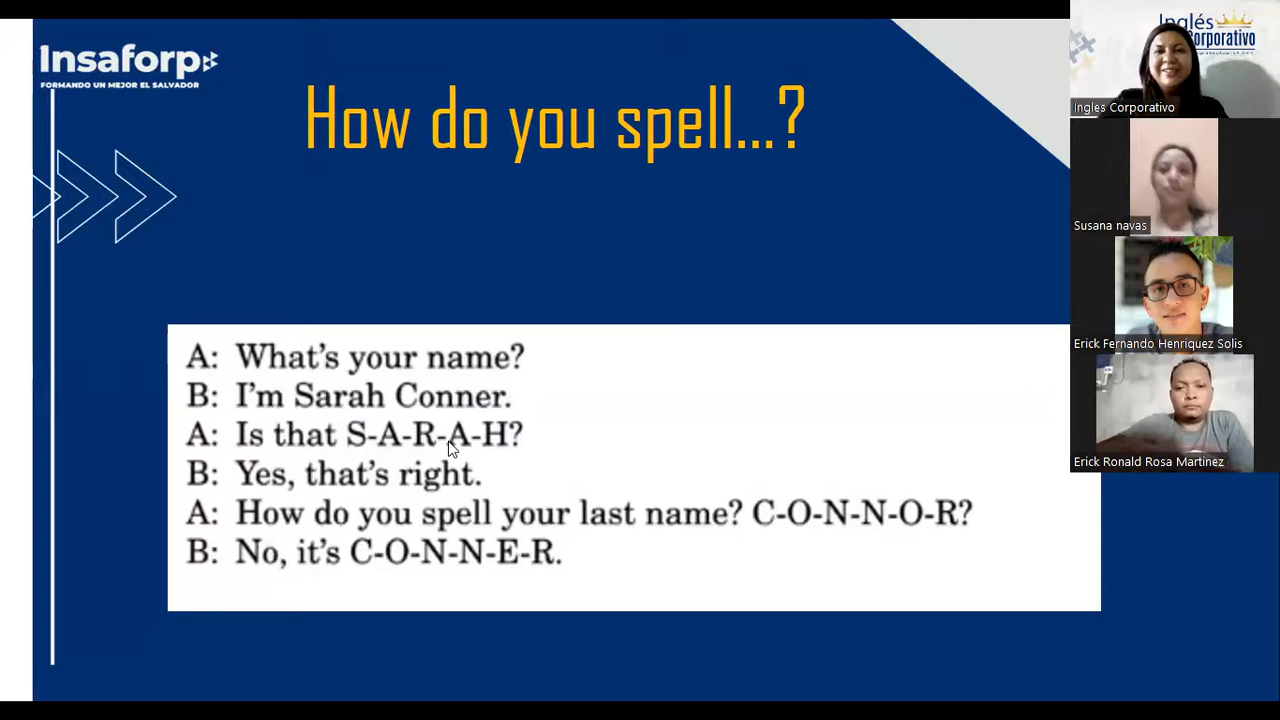 Insaforp
FORMANDO UN MEJOR EL SALVADOR
How do you spell...?
A: What's your name?
B: I'm Sarah Conner.
A: Is that S-A-R-A-H?
B: Yes, that's right.
A: How do you spell your last name? C-O-N-N-O-R?
B: No, it's C-O-N-N-E-R.
Inglés
Corporativo
Ingles Corporativo
Susana navas
Erick Fernando Henriquez Solis
Erick Ronald Rosa Martinez